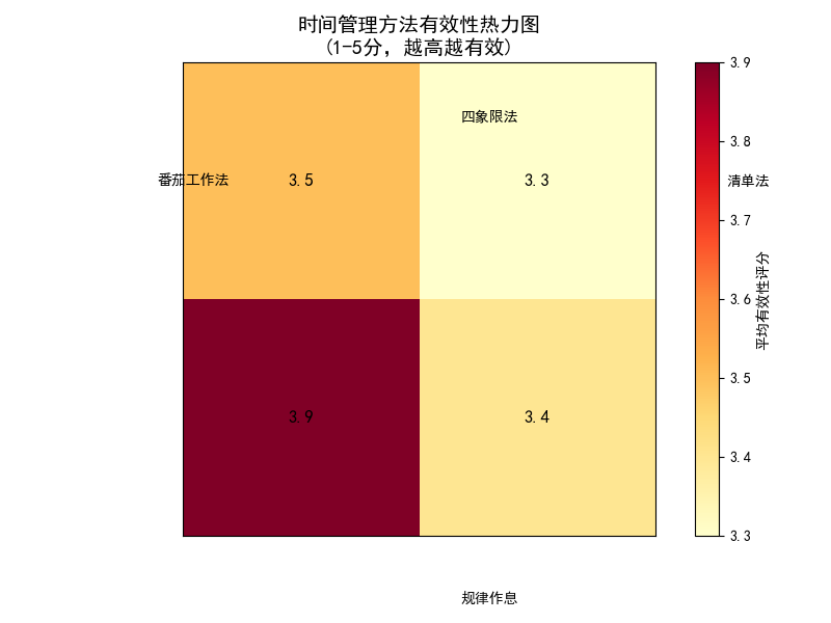 时间管理方法有效性热力图
(1-5分，越高越有效)
四象限法
番茄工作法
3.5
3.3
清单法
3.9
3.4
规律作息
3.9
3.8
3.7
3.6
3.5
3.4
3.3
平均有效性评分